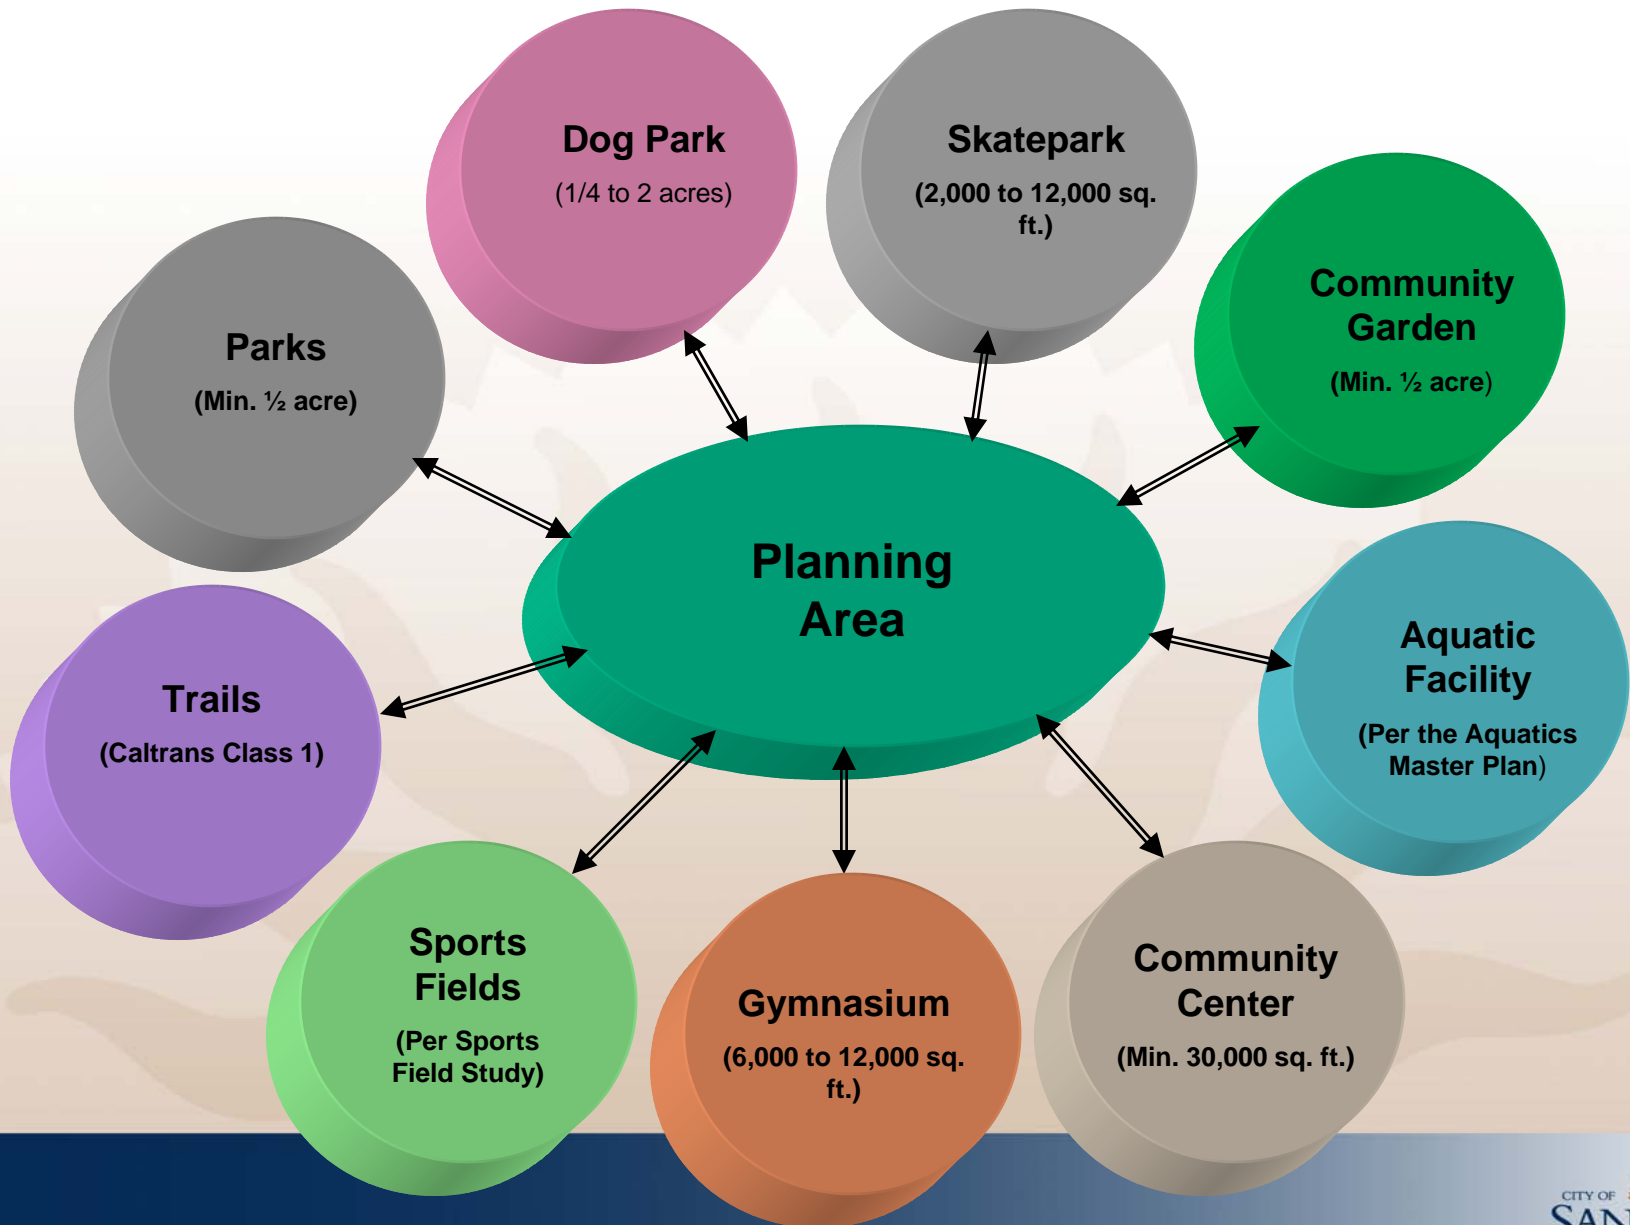 Dog Park
(1/4 to 2 acres)
Skatepark
(2,000 to 12,000 sq.
ft.)
Community
Garden
(Min. ½ acre)
Parks
(Min. ½ acre)
Planning
Area
Aquatic
Facility
(Per the Aquatics
Master Plan)
Trails
(Caltrans Class 1)
Sports
Fields
(Per Sports
Field Study)
Gymnasium
(6,000 to 12,000 sq.
ft.)
Community
Center
(Min. 30,000 sq. ft.)
CITY OF